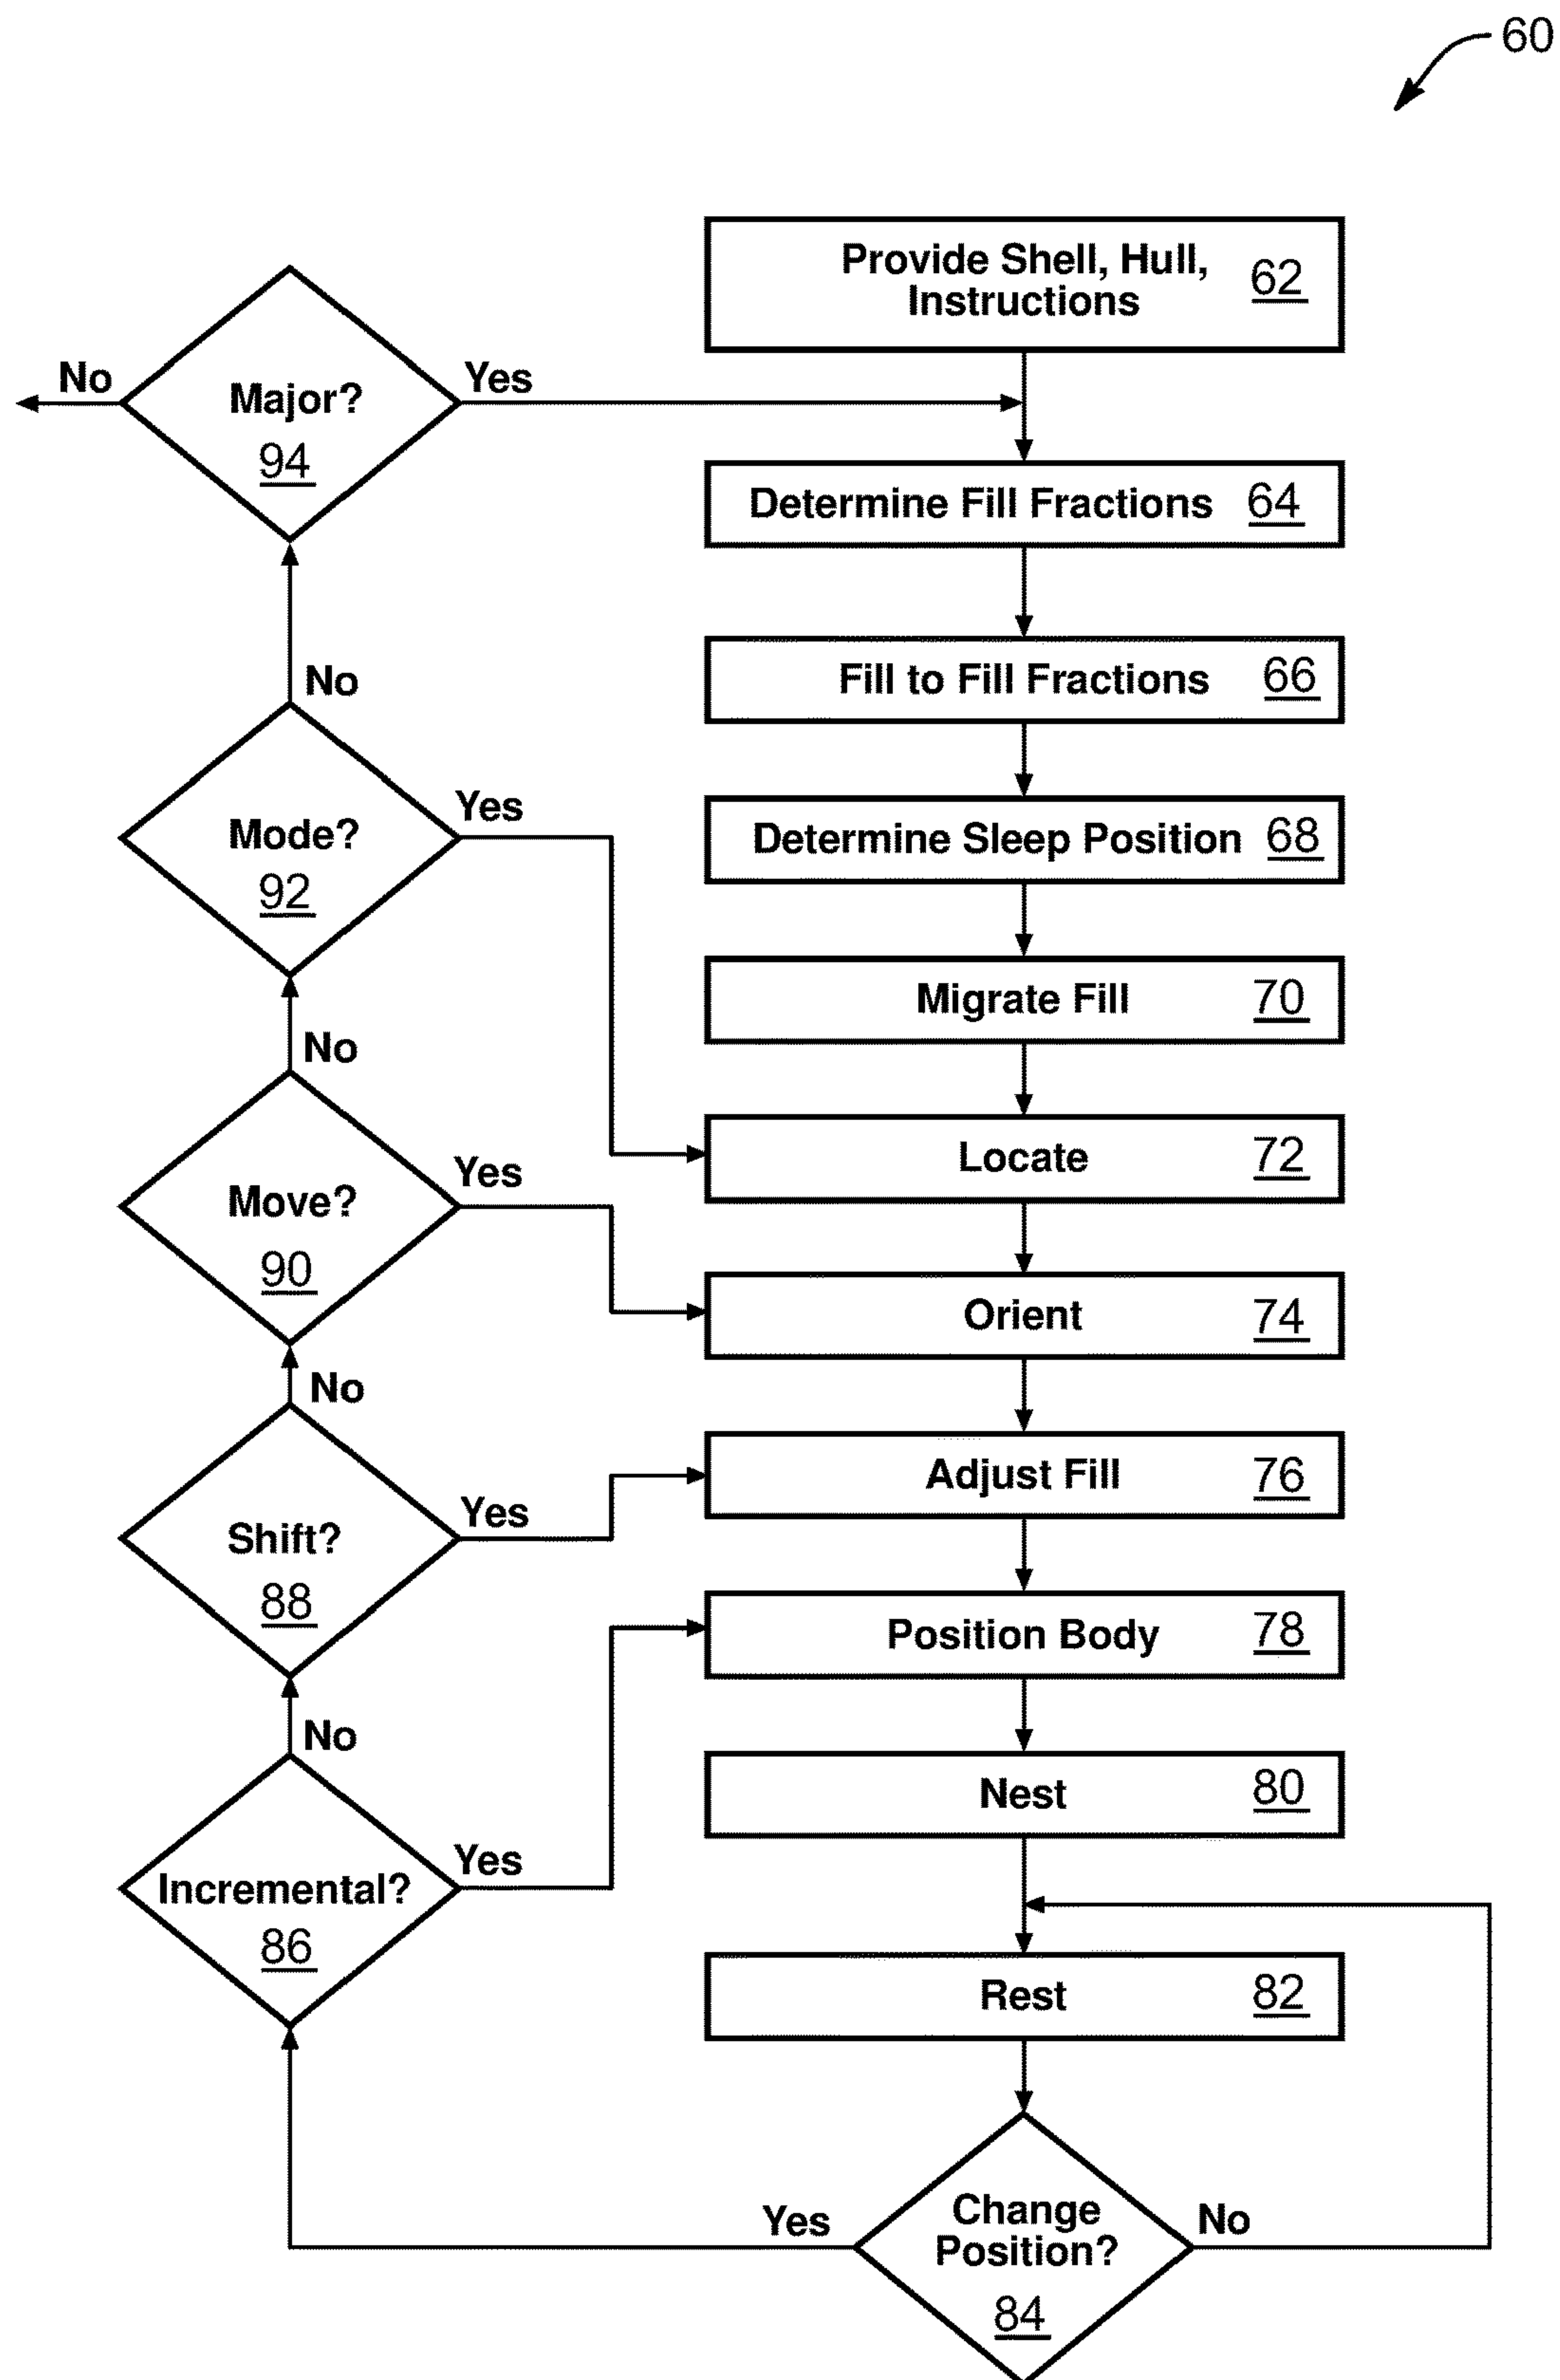 60
Provide Shell, Hull,
Instructions 62
No Major? Yes
94
Determine Fill Fractions 64
No
Fill to Fill Fractions 66
Mode? Yes
92
Determine Sleep Position 68
Migrate Fill 70
No
Locate 72
Move? Yes
90
Orient 74
No
Adjust Fill 76
Shift? Yes
88
Position Body 78
No
Nest 80
Incremental? Yes
86
Rest 82
Yes Change
Position? No
84